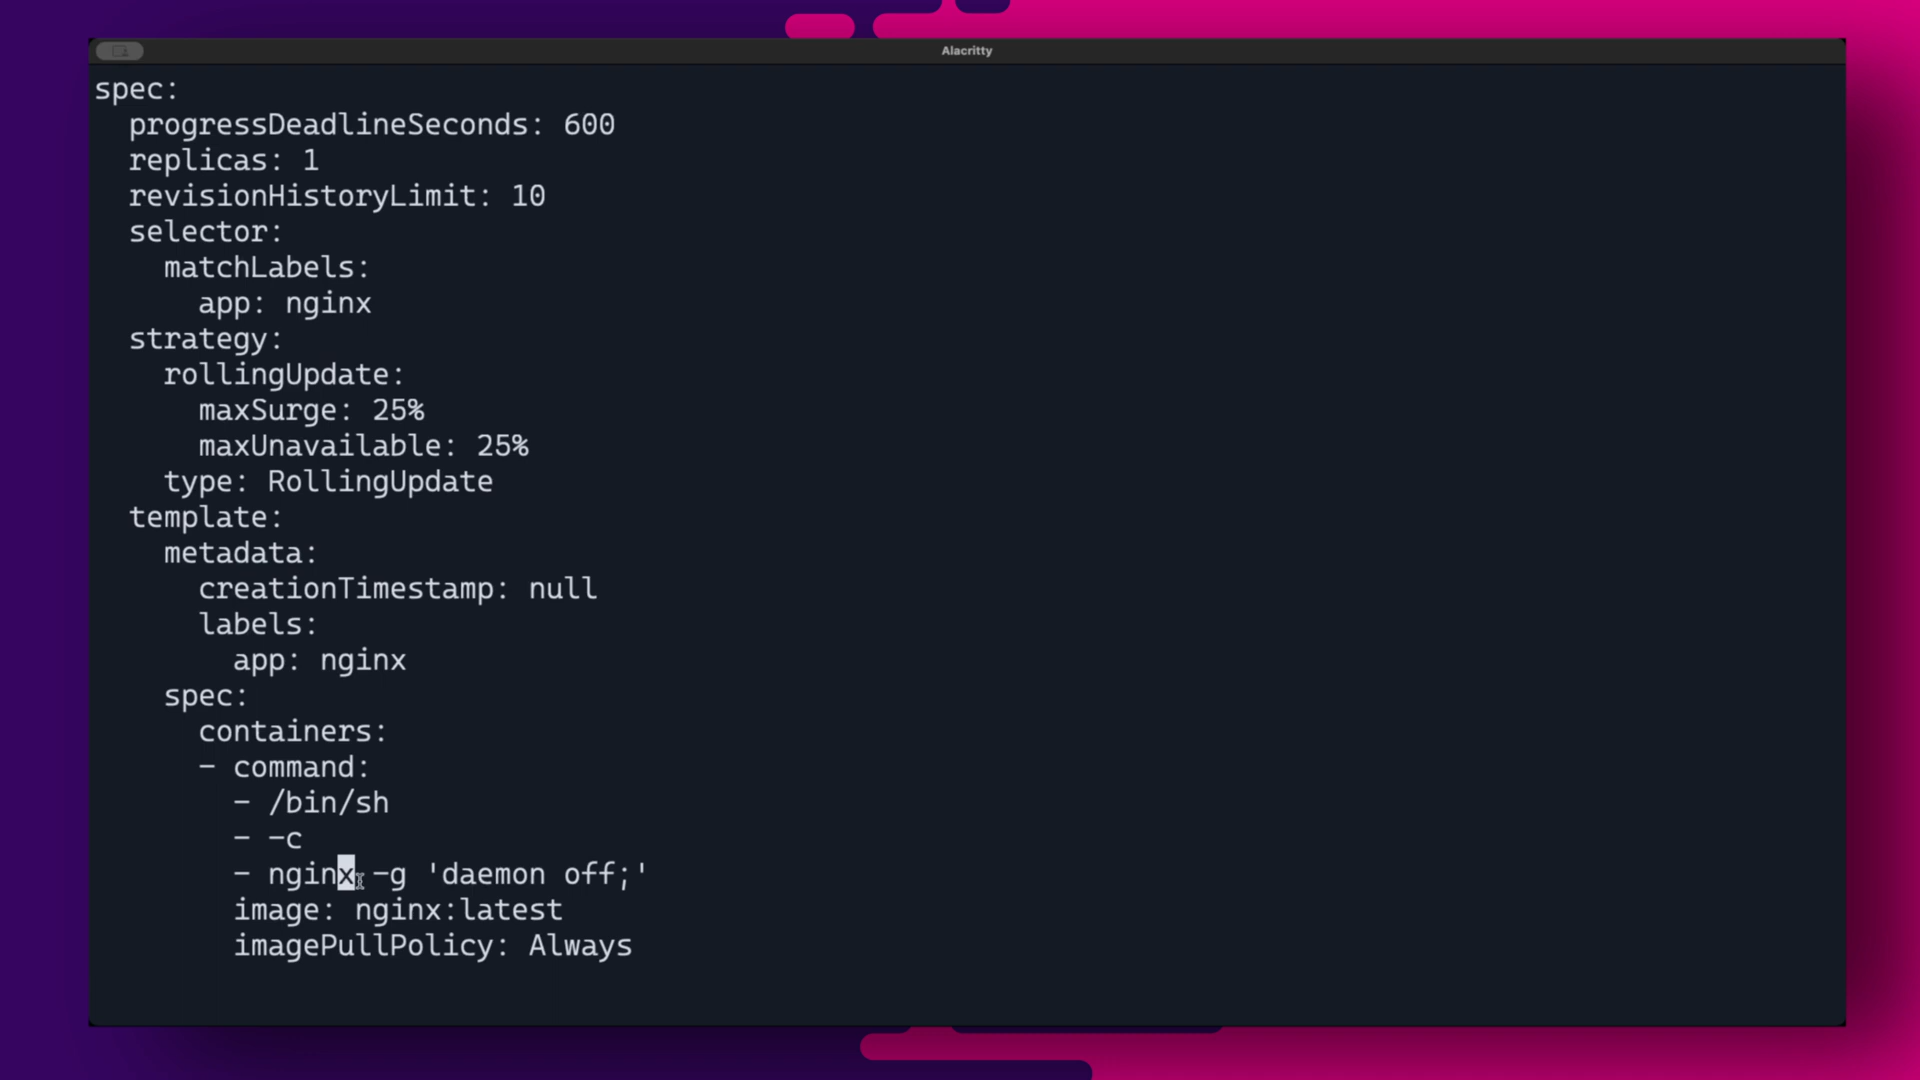 Alacritty
spec:
  progressDeadlineSeconds: 600
  replicas: 1
  revisionHistoryLimit: 10
  selector:
    matchLabels:
      app: nginx
  strategy:
    rollingUpdate:
      maxSurge: 25%
      maxUnavailable: 25%
    type: RollingUpdate
  template:
    metadata:
      creationTimestamp: null
      labels:
        app: nginx
    spec:
      containers:
      - command:
        - /bin/sh
        - -c
        - nginx -g 'daemon off;'
        image: nginx:latest
        imagePullPolicy: Always